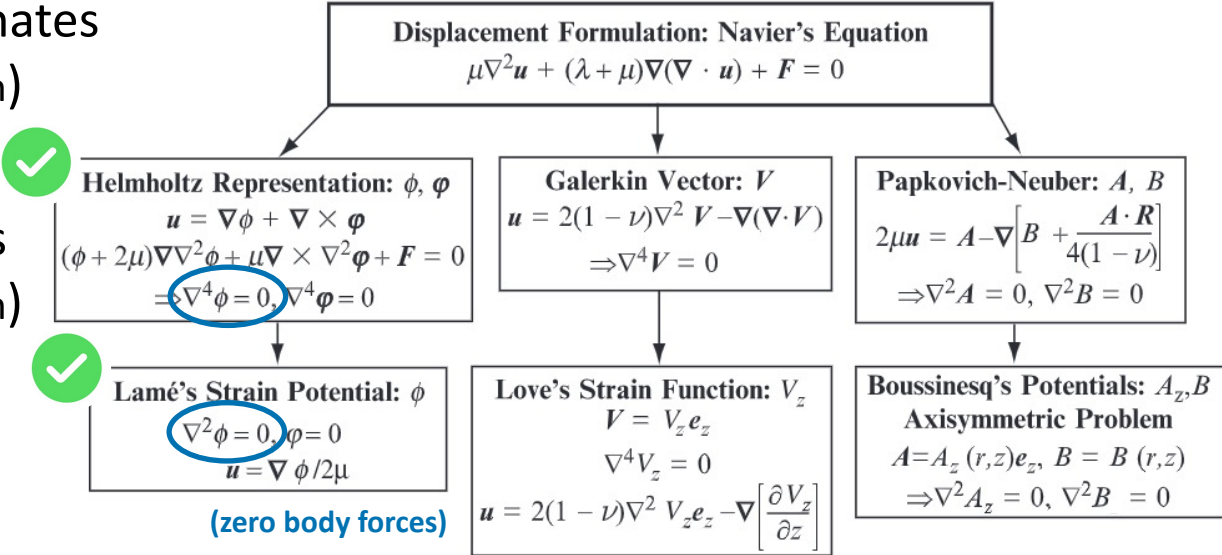 nates
n)
s
n)
Displacement Formulation: Navier's Equation
μ∇²u + (λ+μ)∇(∇ · u) + F = 0
Helmholtz Representation: ϕ, φ
u = ∇ϕ + ∇ × φ
(ϕ + 2μ)∇∇²ϕ + μ∇ × ∇²φ + F = 0
⇒∇⁴ϕ = 0, ∇⁴φ = 0
Galerkin Vector: V
u = 2(1 − ν)∇² V −∇(∇·V)
⇒∇⁴V = 0
Papkovich-Neuber: A, B
2μu = A−∇[B + A · R / 4(1 − ν)]
⇒∇²A = 0, ∇²B = 0
Lamé's Strain Potential: ϕ
∇²ϕ = 0, φ = 0
u = ∇ ϕ /2μ
(zero body forces)
Love's Strain Function: V_z
V = V_z e_z
∇⁴V_z = 0
u = 2(1 − ν)∇² V_z e_z −∇[∂V_z / ∂z]
Boussinesq's Potentials: A_z,B
Axisymmetric Problem
A=A_z (r,z)e_z, B = B (r,z)
⇒∇²A_z = 0, ∇²B = 0